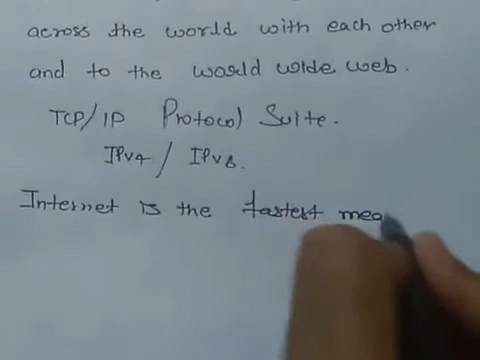 across the world with each other
and to the world wide web.
TCP/IP Protocol Suite.
IPv4 / IPv6.
Internet is the fastest mea